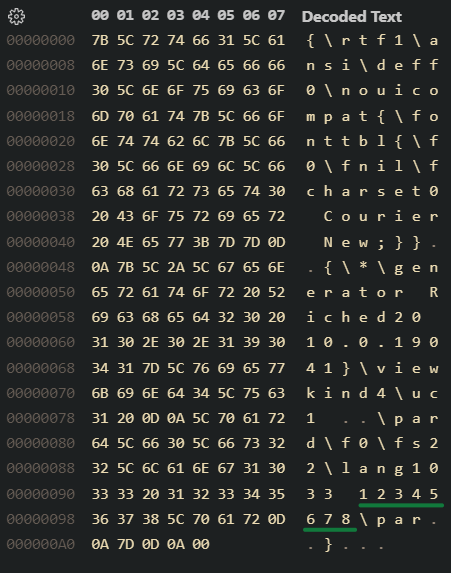 00 01 02 03 04 05 06 07 Decoded Text
00000000 7B 5C 72 74 66 31 5C 61 { \ r t f 1 \ a
00000008 6E 73 69 5C 64 65 66 66 n s i \ d e f f
00000010 30 5C 6E 6F 75 69 63 6F 0 \ n o u i c o
00000018 6D 70 61 74 7B 5C 66 6F m p a t { \ f o
00000020 6E 74 74 62 6C 7B 5C 66 n t t b l { \ f
00000028 30 5C 66 6E 69 6C 5C 66 0 \ f n i l \ f
00000030 63 68 61 72 73 65 74 30 c h a r s e t 0
00000038 20 43 6F 75 72 69 65 72 C o u r i e r
00000040 20 4E 65 77 3B 7D 7D 0D N e w ; } } .
00000048 0A 7B 5C 2A 5C 67 65 6E . { \ * \ g e n
00000050 65 72 61 74 6F 72 20 52 e r a t o r R
00000058 69 63 68 65 64 32 30 20 i c h e d 2 0
00000060 31 30 2E 30 2E 31 39 30 1 0 . 0 . 1 9 0
00000068 34 31 7D 5C 76 69 65 77 4 1 } \ v i e w
00000070 6B 69 6E 64 34 5C 75 63 k i n d 4 \ u c
00000078 31 20 0D 0A 5C 70 61 72 1 . . \ p a r
00000080 64 5C 66 30 5C 66 73 32 d \ f 0 \ f s 2
00000088 32 5C 6C 61 6E 67 31 30 2 \ l a n g 1 0
00000090 33 33 20 31 32 33 34 35 3 3 1 2 3 4 5
00000098 36 37 38 5C 70 61 72 0D 6 7 8 \ p a r .
000000A0 0A 7D 0D 0A 00 . } . . .